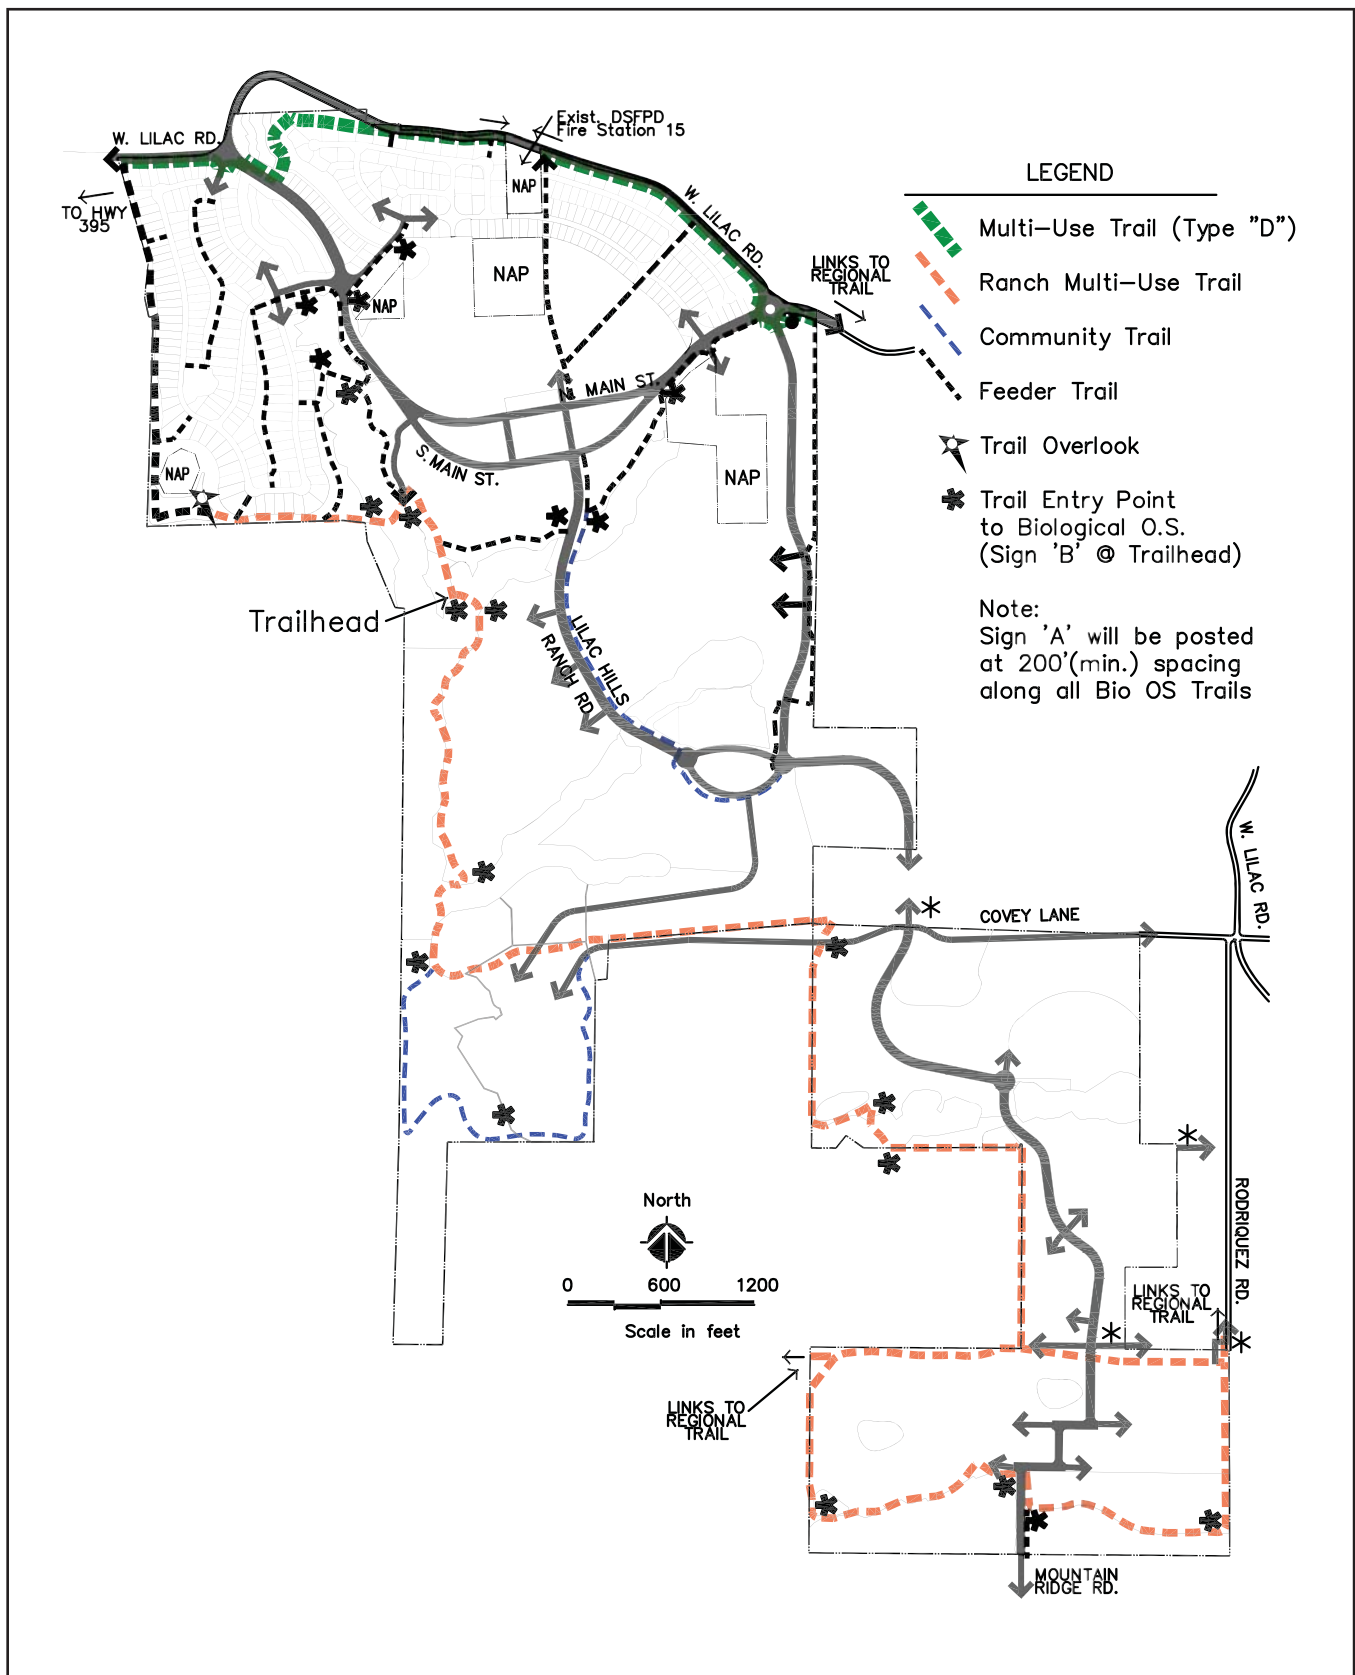 Exist. DSFPD
Fire Station 15
W. LILAC RD.
TO HWY
395
NAP
W. LILAC RD.
NAP
NAP
LINKS TO
REGIONAL
TRAIL
N. MAIN ST.
S. MAIN ST.
NAP
NAP
Trailhead
LILAC HILLS
RANCH RD
LEGEND
Multi-Use Trail (Type "D")
Ranch Multi-Use Trail
Community Trail
Feeder Trail
Trail Overlook
Trail Entry Point
to Biological O.S.
(Sign 'B' @ Trailhead)
Note:
Sign 'A' will be posted
at 200'(min.) spacing
along all Bio OS Trails
W. LILAC RD.
COVEY LANE
RODRIQUEZ RD.
North
0 600 1200
Scale in feet
LINKS TO
REGIONAL
TRAIL
LINKS TO
REGIONAL
TRAIL
MOUNTAIN
RIDGE RD.